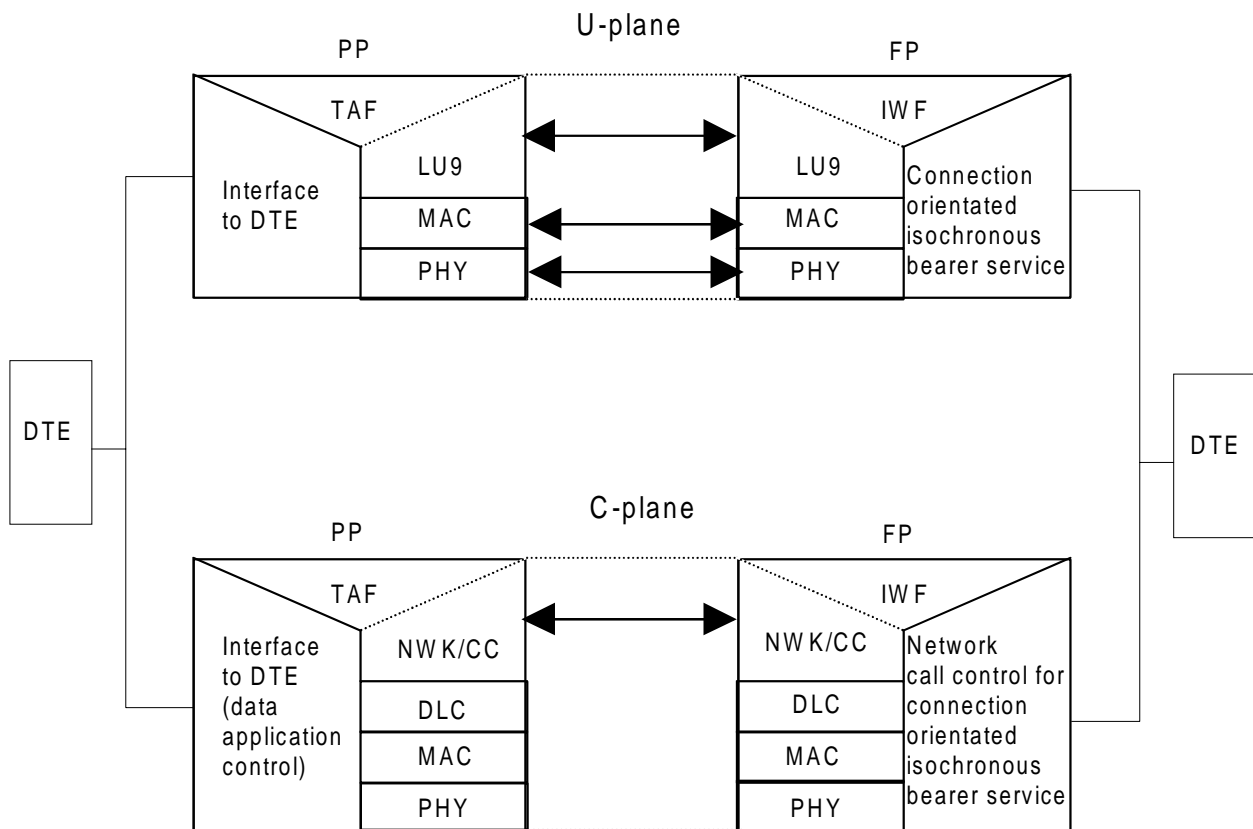 U-plane
PP
FP
TAF
IWF
LU9
LU9
Interface
to DTE
Connection
orientated
isochronous
bearer service
MAC
MAC
PHY
PHY
DTE
DTE
C-plane
PP
FP
TAF
IWF
NWK/CC
NWK/CC
Interface
to DTE
(data
application
control)
Network
call control for
connection
orientated
isochronous
bearer service
DLC
DLC
MAC
MAC
PHY
PHY